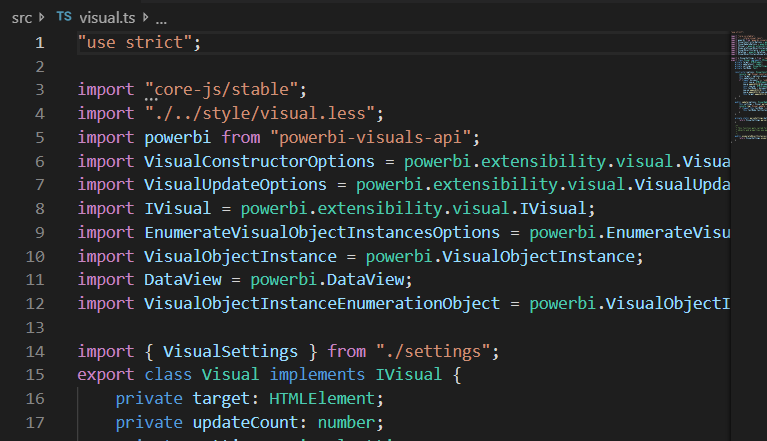 src > TS visual.ts > ...
1 "use strict";
2
3 import "core-js/stable";
4 import "./../style/visual.less";
5 import powerbi from "powerbi-visuals-api";
6 import VisualConstructorOptions = powerbi.extensibility.visual.Visua
7 import VisualUpdateOptions = powerbi.extensibility.visual.VisualUpda
8 import IVisual = powerbi.extensibility.visual.IVisual;
9 import EnumerateVisualObjectInstancesOptions = powerbi.EnumerateVisu
10 import VisualObjectInstance = powerbi.VisualObjectInstance;
11 import DataView = powerbi.DataView;
12 import VisualObjectInstanceEnumerationObject = powerbi.VisualObjectI
13
14 import { VisualSettings } from "./settings";
15 export class Visual implements IVisual {
16 private target: HTMLElement;
17 private updateCount: number;